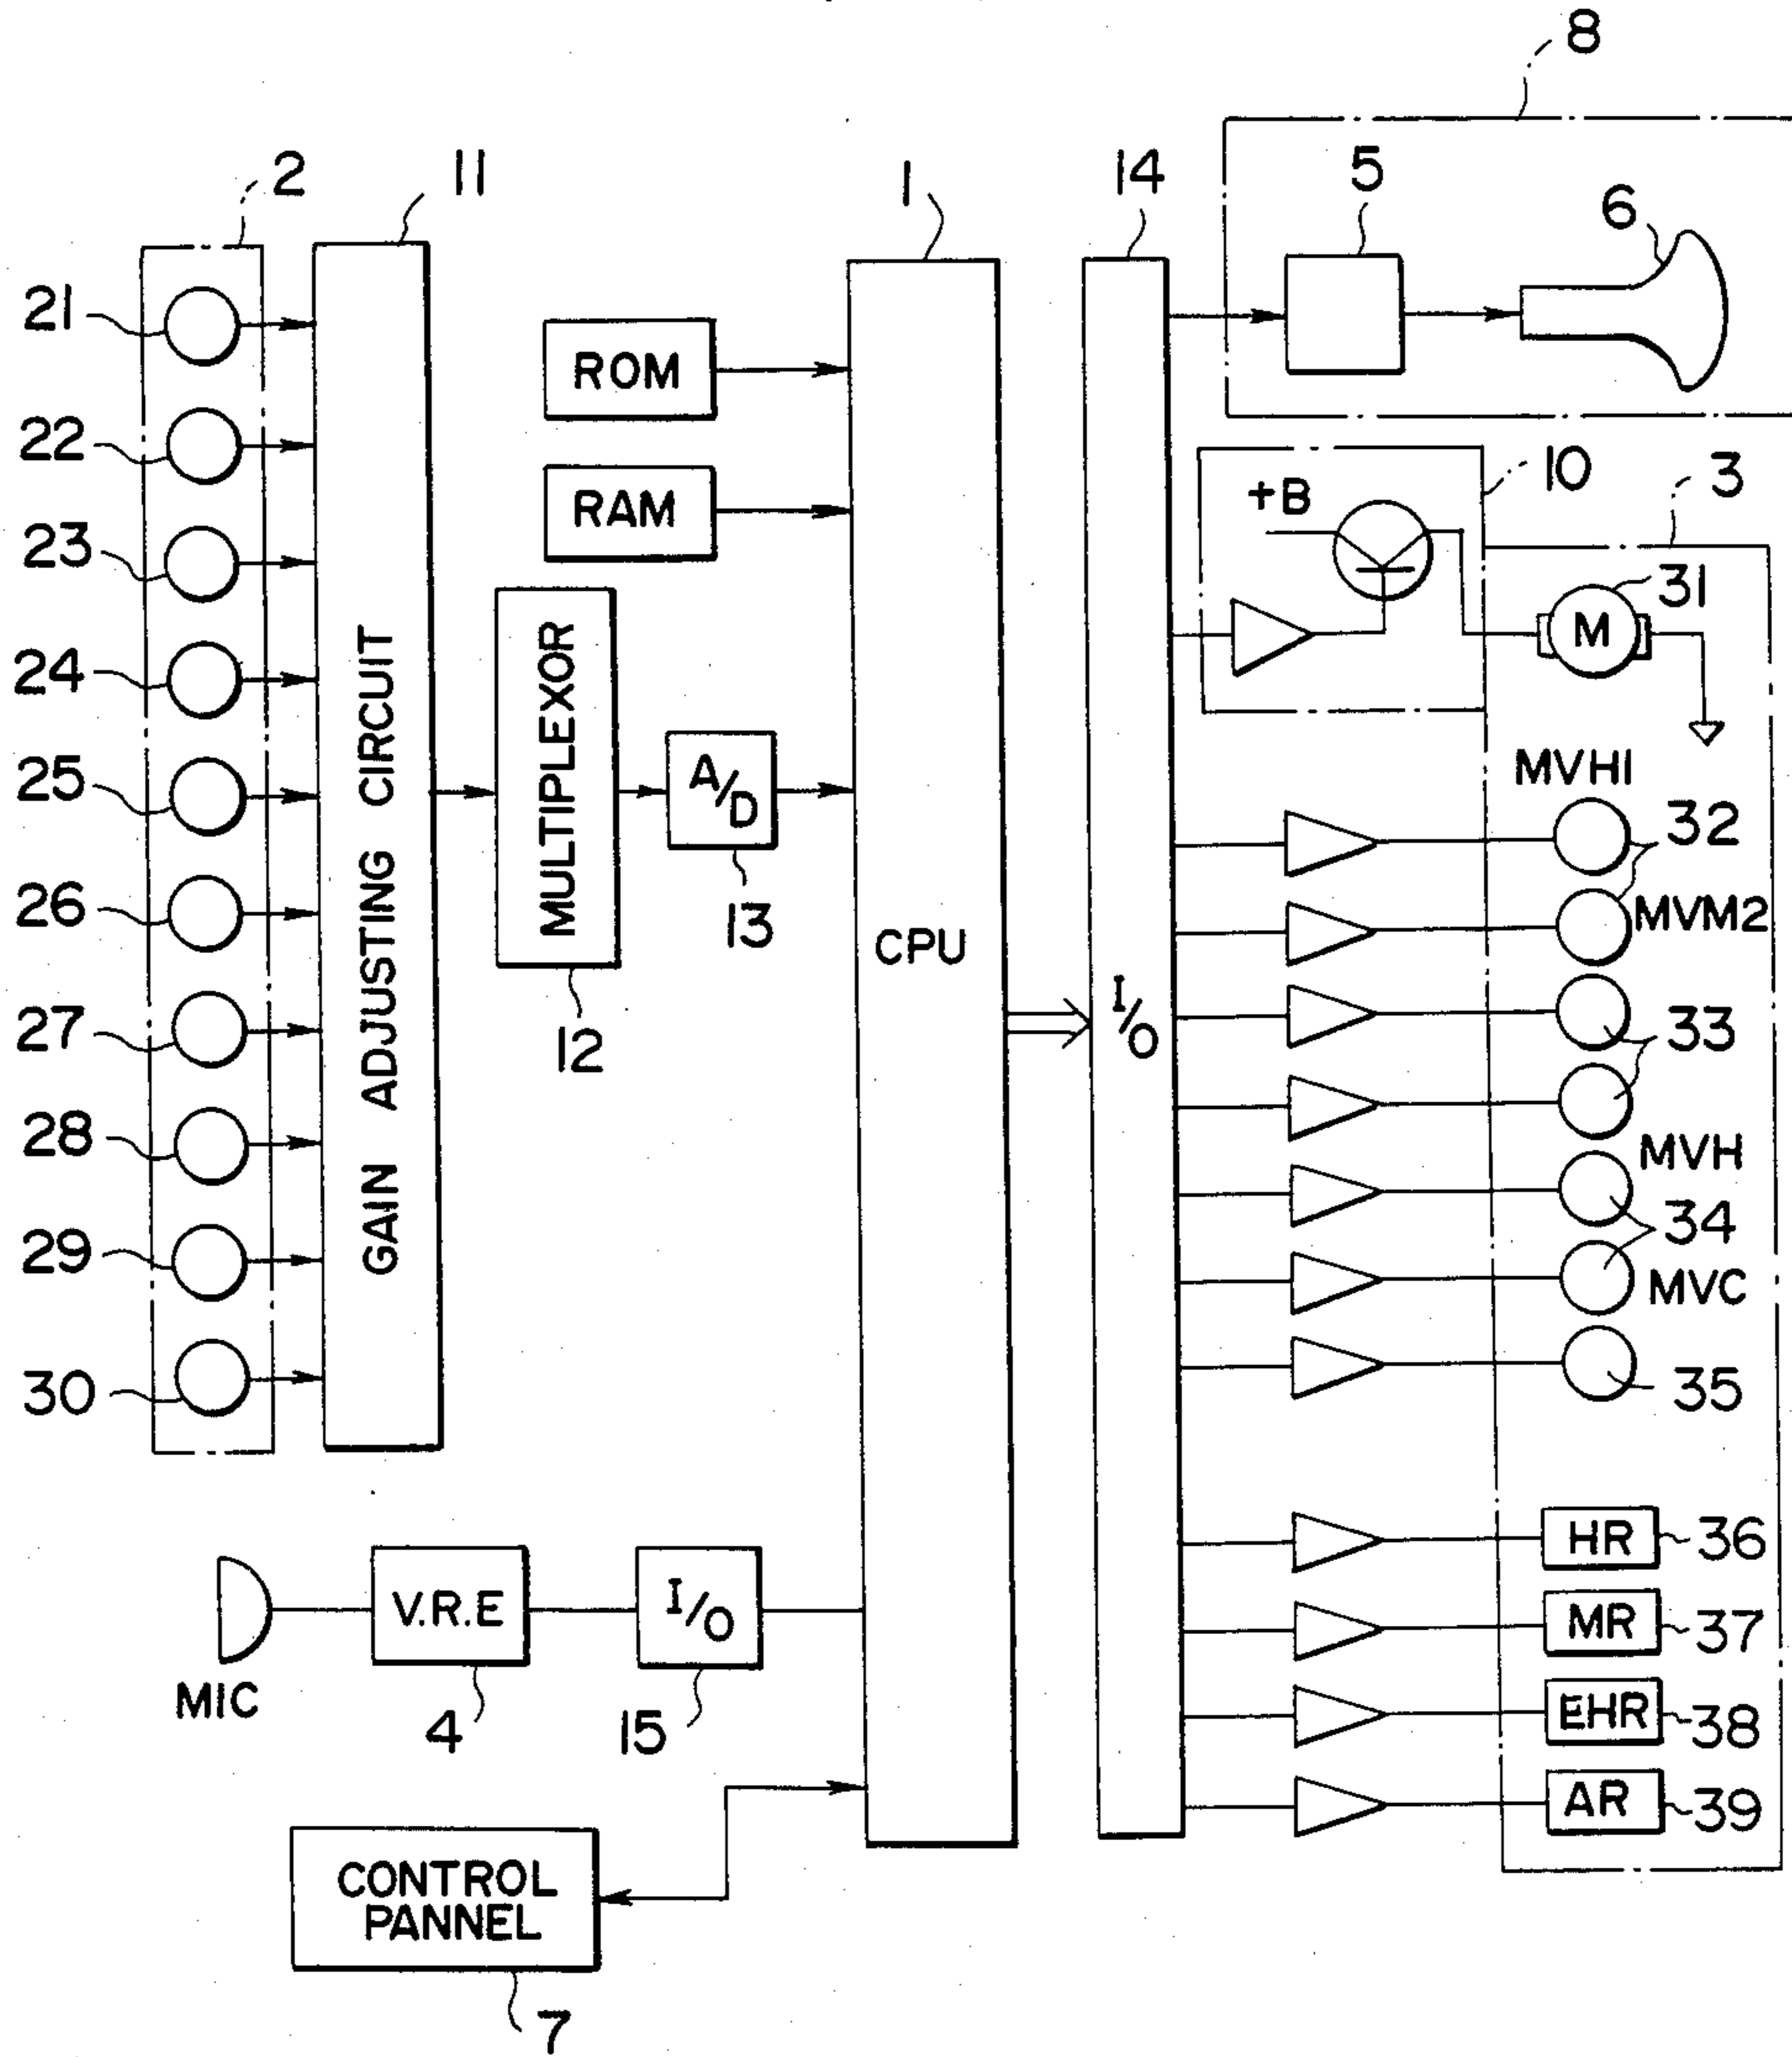 8
2
11
1
14
5
6
21
22
23
24
25
26
27
28
29
30
GAIN ADJUSTING CIRCUIT
ROM
RAM
MULTIPLEXOR
12
A/D
13
CPU
I/O
+B
10
3
31
M
MVH1
32
MVM2
33
MVH
34
MVC
35
HR
36
MR
37
EHR
38
AR
39
MIC
V.R.E
4
I/O
15
CONTROL
PANNEL
7